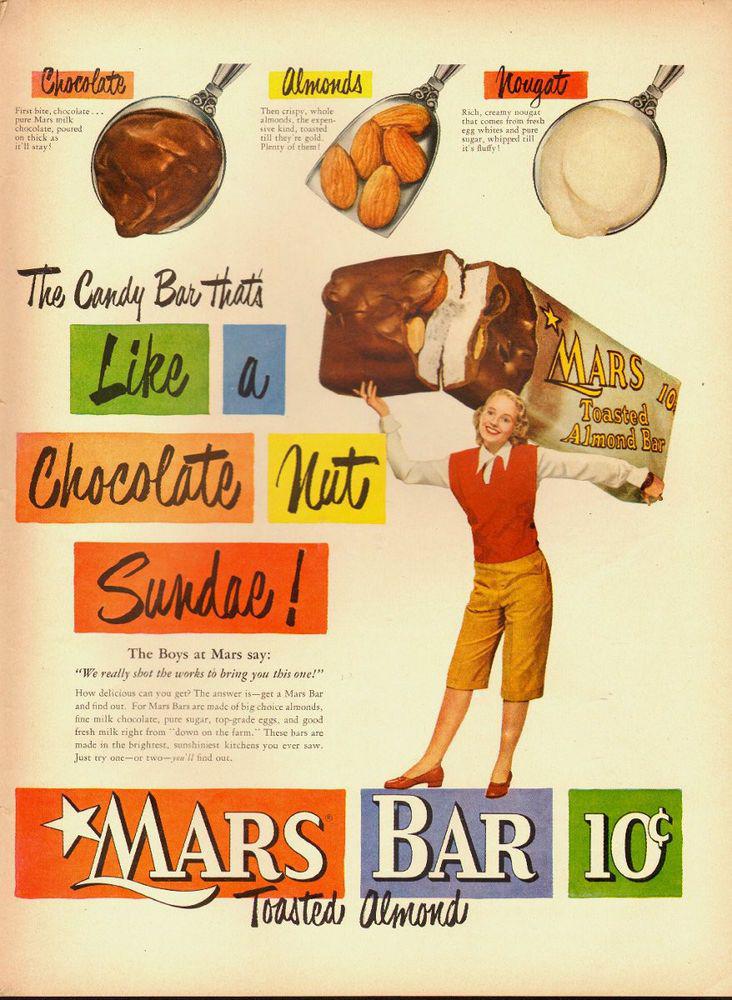 Chocolate
First bite, chocolate . . .
pure Mars milk
chocolate, poured
on thick as
it'll stay!
Almonds
Then crispy, whole
almonds, the expen-
sive kind, toasted
till they're gold.
Plenty of them!
Nougat
Rich, creamy nougat
that comes from fresh
egg whites and pure
sugar, whipped till
it's fluffy!
The Candy Bar that's
Like a
Chocolate Nut
Sundae!
MARS 10¢
Toasted
Almond Bar
The Boys at Mars say:
"We really shot the works to bring you this one!"
How delicious can you get? The answer is—get a Mars Bar
and find out. For Mars Bars are made of big choice almonds,
fine milk chocolate, pure sugar, top-grade eggs, and good
fresh milk right from "down on the farm." These bars are
made in the brightest, sunshiniest kitchens you ever saw.
Just try one—or two—you'll find out.
MARS® BAR 10¢
Toasted Almond